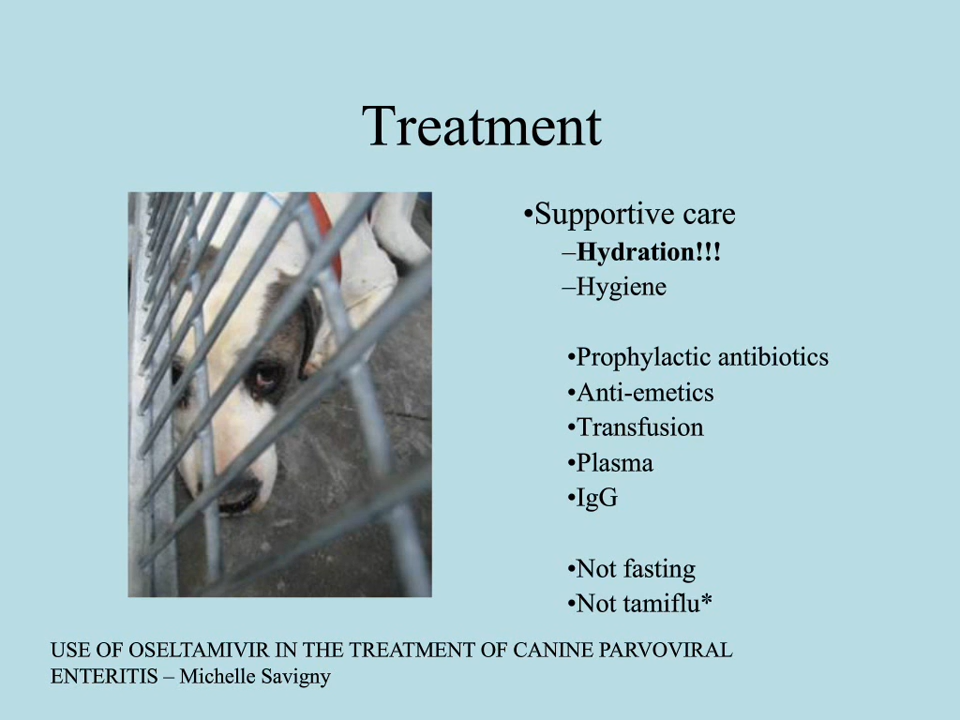 Treatment
•Supportive care
–Hydration!!!
–Hygiene
•Prophylactic antibiotics
•Anti-emetics
•Transfusion
•Plasma
•IgG
•Not fasting
•Not tamiflu*
USE OF OSELTAMIVIR IN THE TREATMENT OF CANINE PARVOVIRAL
ENTERITIS – Michelle Savigny